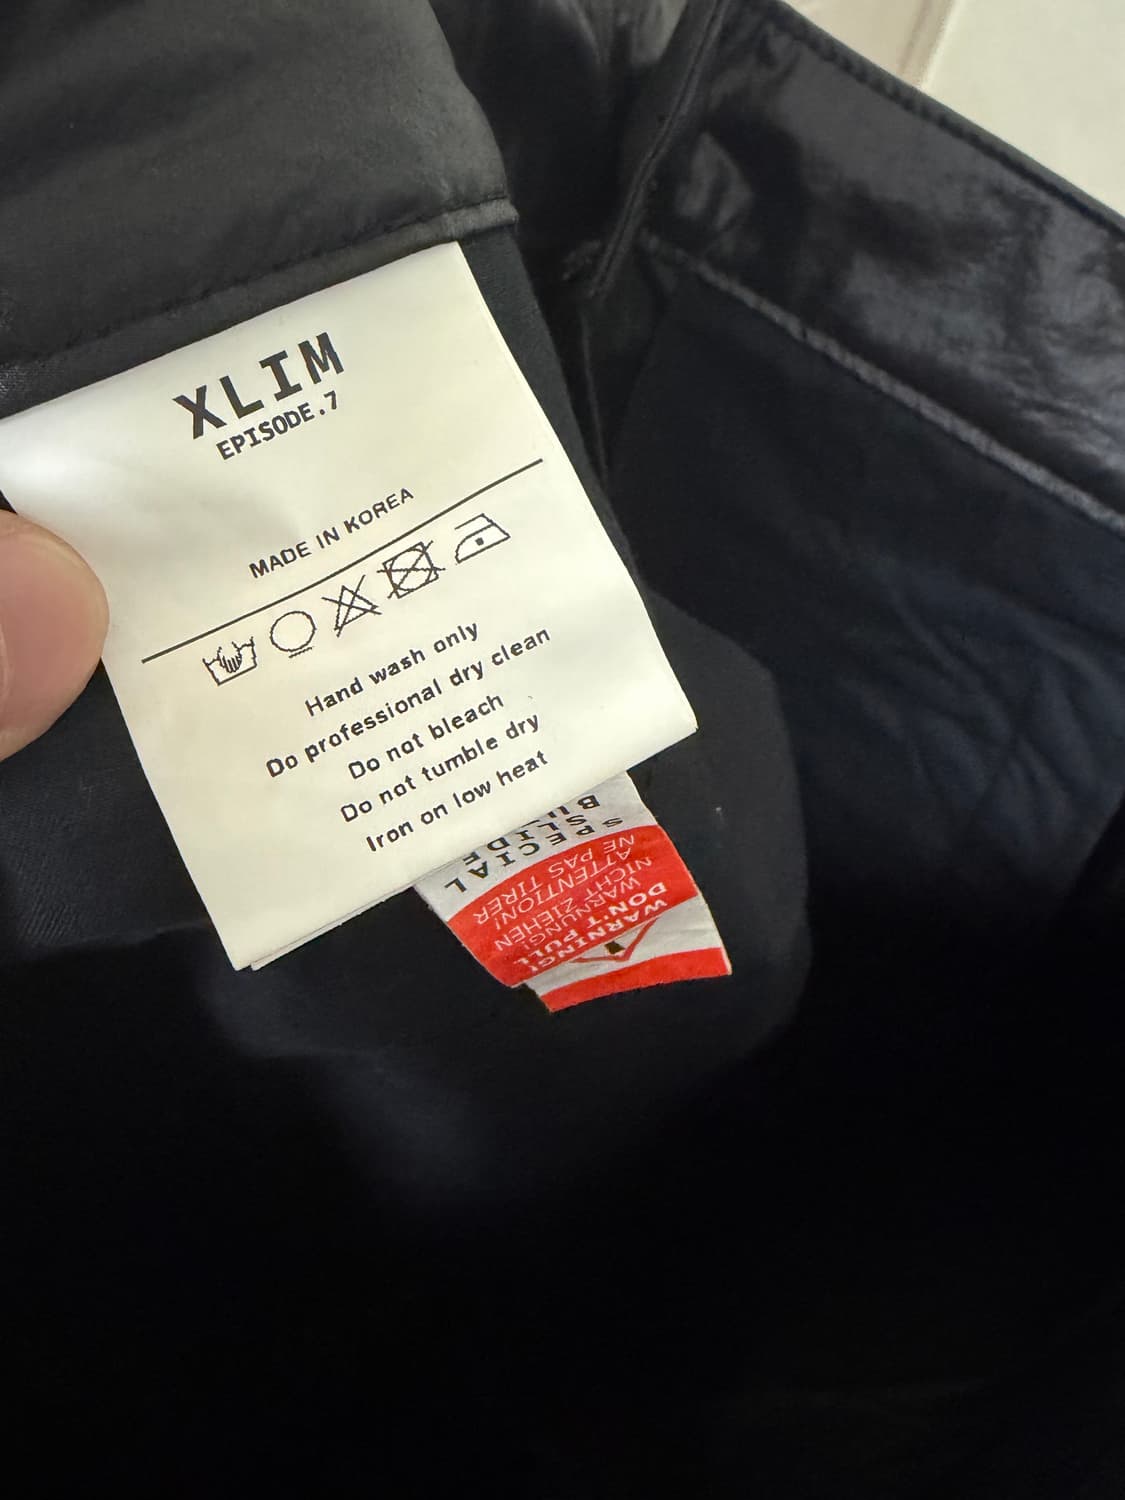 XLIM
EPISODE.7
MADE IN KOREA
Hand wash only
Do professional dry clean
Do not bleach
Do not tumble dry
Iron on low heat
WARNING!
DON'T PULL
WARNUNG!
NICHT ZIEHEN
ATTENTION!
NE PAS TIRER
SPECIAL
SLIDE